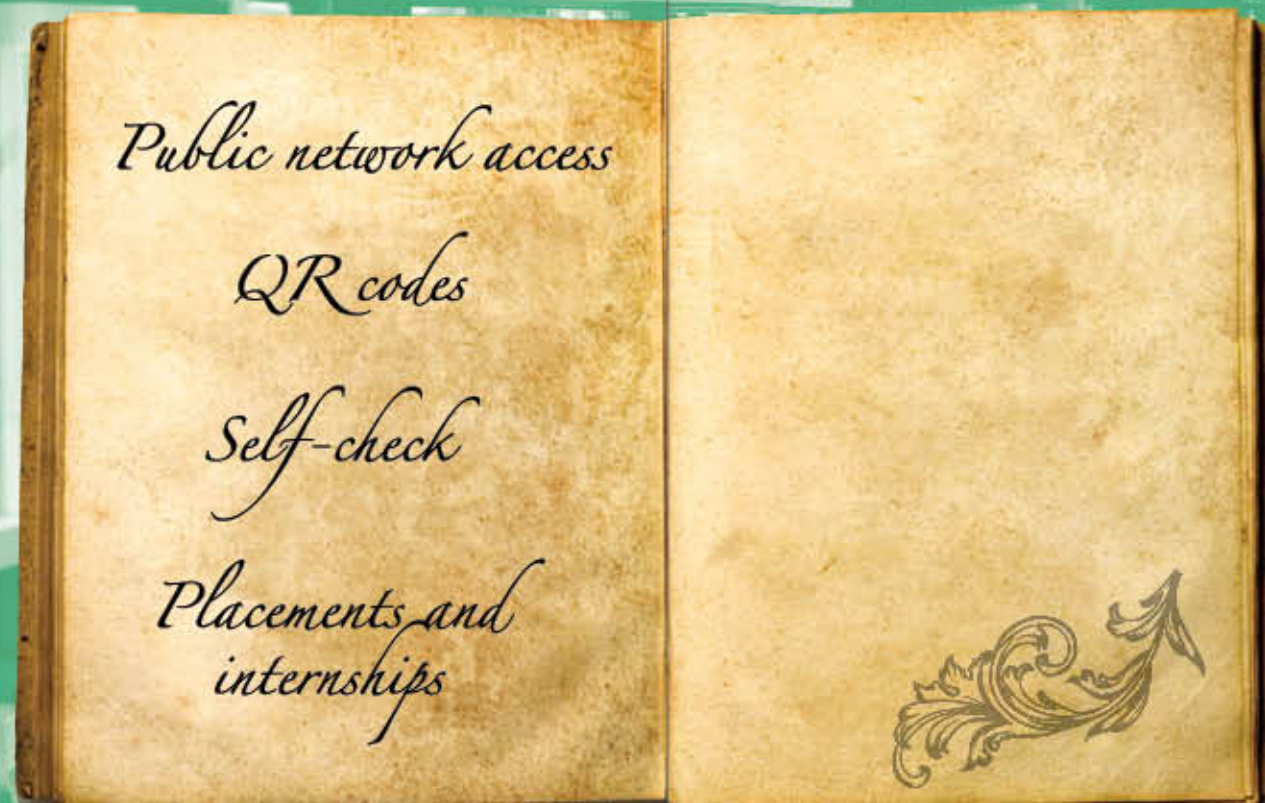 Public network access
QR codes
Self-check
Placements and
internships